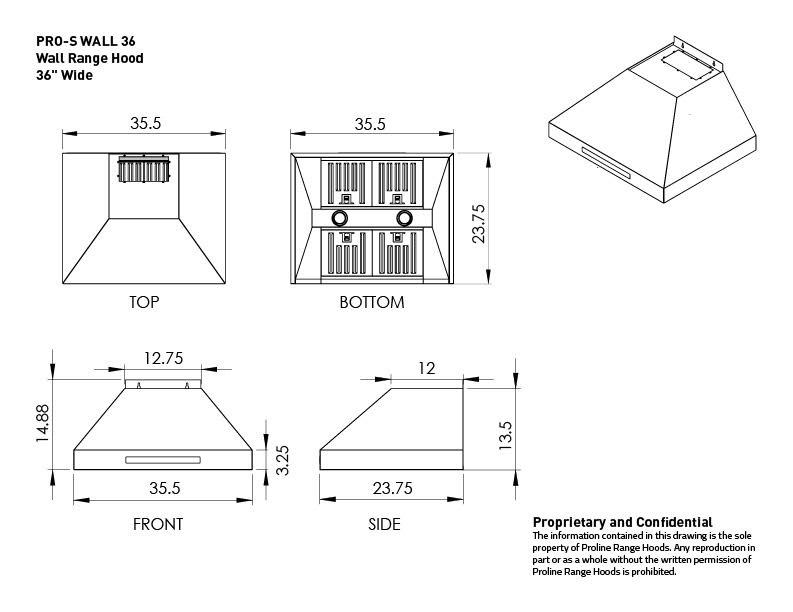 PRO-S WALL 36
Wall Range Hood
36" Wide
35.5
TOP
35.5
23.75
BOTTOM
12.75
14.88
3.25
35.5
FRONT
12
13.5
23.75
SIDE
Proprietary and Confidential
The information contained in this drawing is the sole
property of Proline Range Hoods. Any reproduction in
part or as a whole without the written permission of
Proline Range Hoods is prohibited.